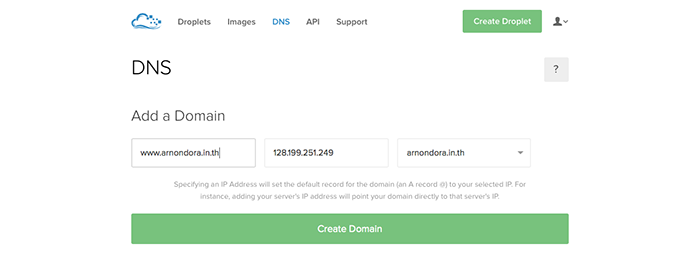 Droplets Images DNS API Support Create Droplet
DNS ?
Add a Domain
www.arnondora.in.th 128.199.251.249 arnondora.in.th
Specifying an IP Address will set the default record for the domain (an A record @) to your selected IP. For
instance, adding your server's IP address will point your domain directly to that server's IP.
Create Domain